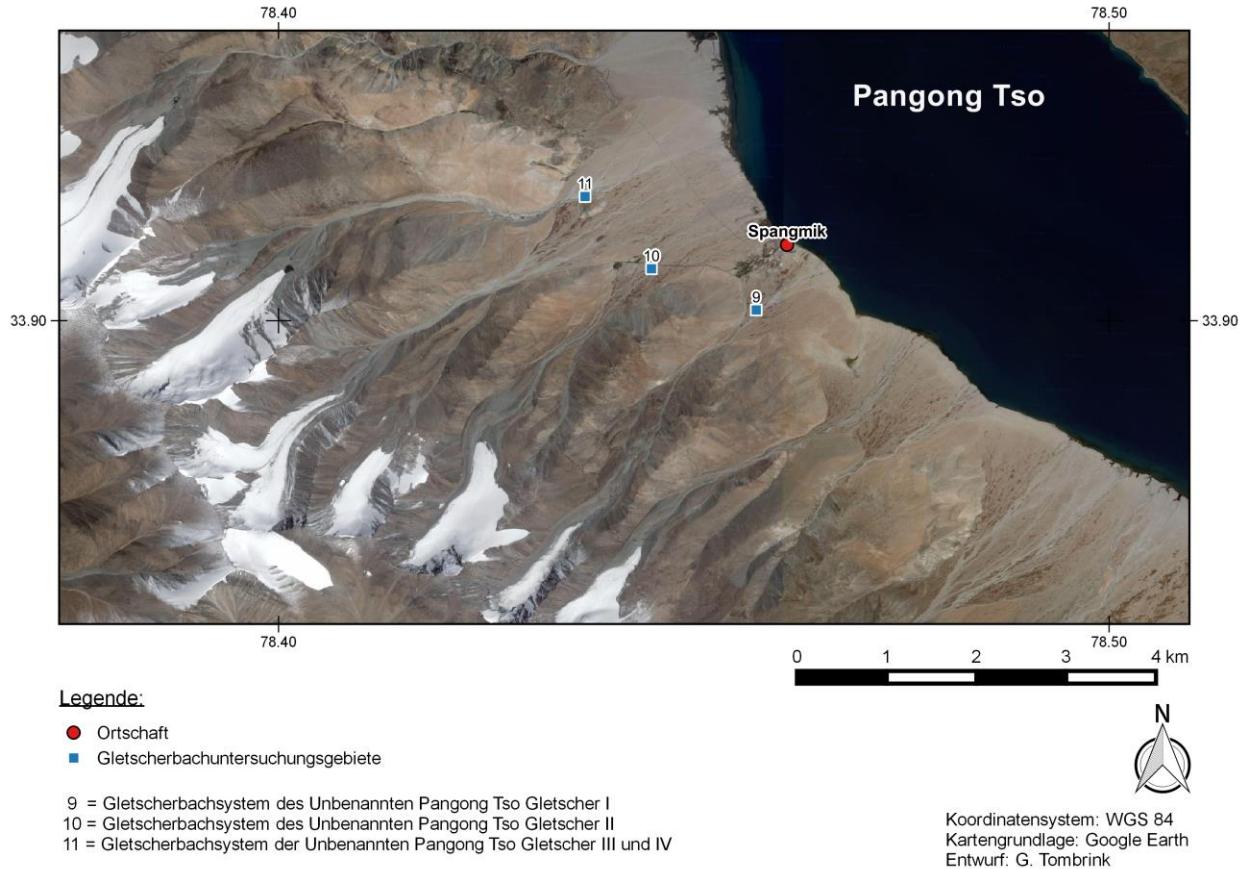 78.40 78.50
Pangong Tso
11
Spangmik
10
9
33.90 33.90
78.40 78.50
0 1 2 3 4 km
Legende:
Ortschaft
Gletscherbachuntersuchungsgebiete
N
9 = Gletscherbachsystem des Unbenannten Pangong Tso Gletscher I
10 = Gletscherbachsystem des Unbenannten Pangong Tso Gletscher II
11 = Gletscherbachsystem der Unbenannten Pangong Tso Gletscher III und IV
Koordinatensystem: WGS 84
Kartengrundlage: Google Earth
Entwurf: G. Tombrink